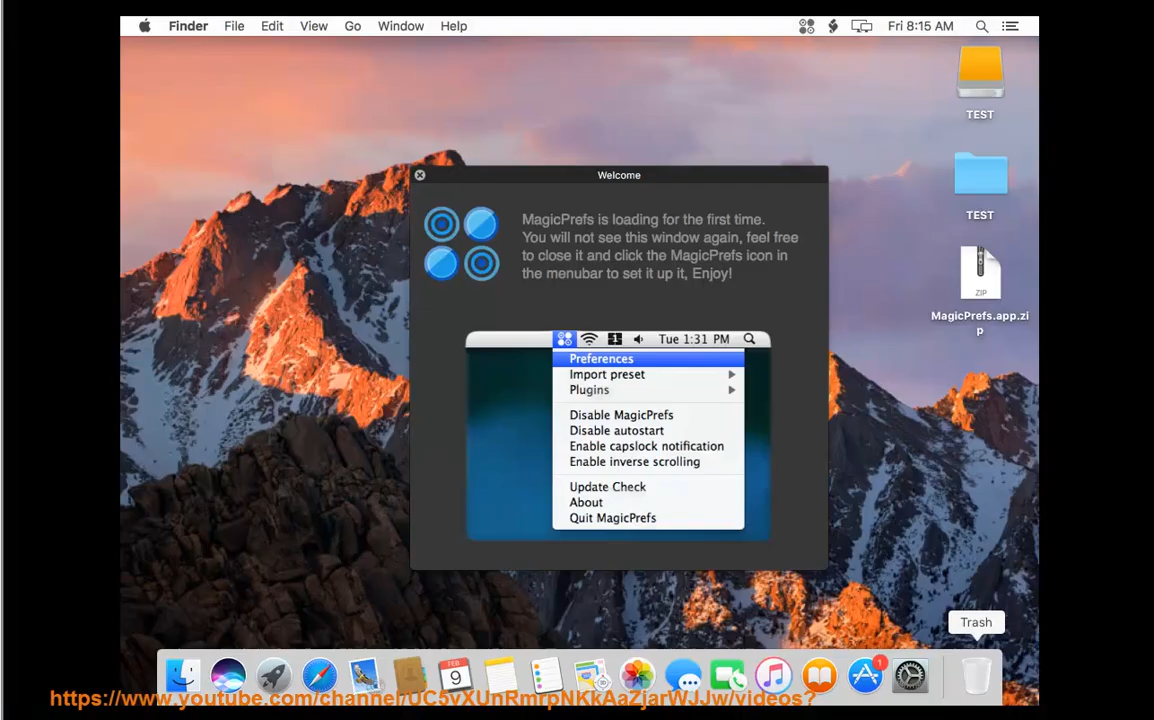 Finder File Edit View Go Window Help Fri 8:15 AM
TEST
TEST
ZIP
MagicPrefs.app.zi
p
Welcome
MagicPrefs is loading for the first time.
You will not see this window again, feel free
to close it and click the MagicPrefs icon in
the menubar to set it up it, Enjoy!
1 Tue 1:31 PM
Preferences
Import preset
Plugins
Disable MagicPrefs
Disable autostart
Enable capslock notification
Enable inverse scrolling
Update Check
About
Quit MagicPrefs
Trash
FEB
9
1
https://www.youtube.com/channel/UC5vXUnRmrpNKkAaZjarWJJw/videos?